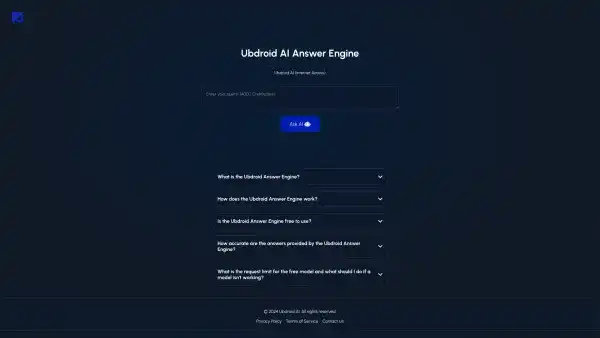 Ubdroid AI Answer Engine
Ubdroid AI (Internet Access)
Enter your query (400 Characters)
Ask AI
What is the Ubdroid Answer Engine?
How does the Ubdroid Answer Engine work?
Is the Ubdroid Answer Engine free to use?
How accurate are the answers provided by the Ubdroid Answer
Engine?
What is the request limit for the free model and what should I do if a
model isn't working?
© 2024 Ubdroid AI. All rights reserved.
Privacy Policy Terms of Service Contact Us